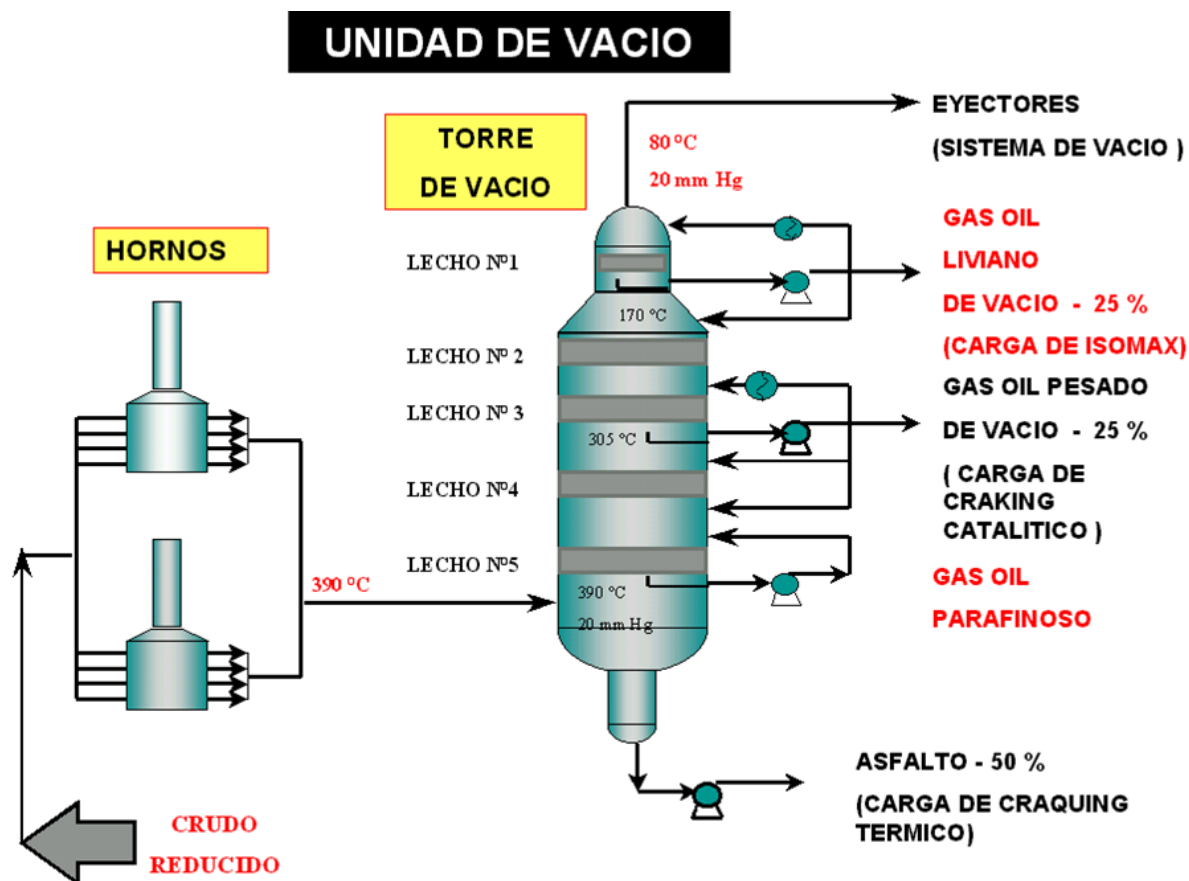 UNIDAD DE VACIO
EYECTORES
(SISTEMA DE VACIO )
TORRE
DE VACIO
80 ºC
20 mm Hg
GAS OIL
LIVIANO
DE VACIO - 25 %
(CARGA DE ISOMAX)
HORNOS
LECHO Nº1
170 ºC
LECHO Nº 2
GAS OIL PESADO
DE VACIO - 25 %
( CARGA DE
CRAKING
CATALITICO )
LECHO Nº 3
305 ºC
LECHO Nº4
LECHO Nº5
390 ºC
390 ºC
20 mm Hg
GAS OIL
PARAFINOSO
ASFALTO - 50 %
(CARGA DE CRAQUING
TERMICO)
CRUDO
REDUCIDO